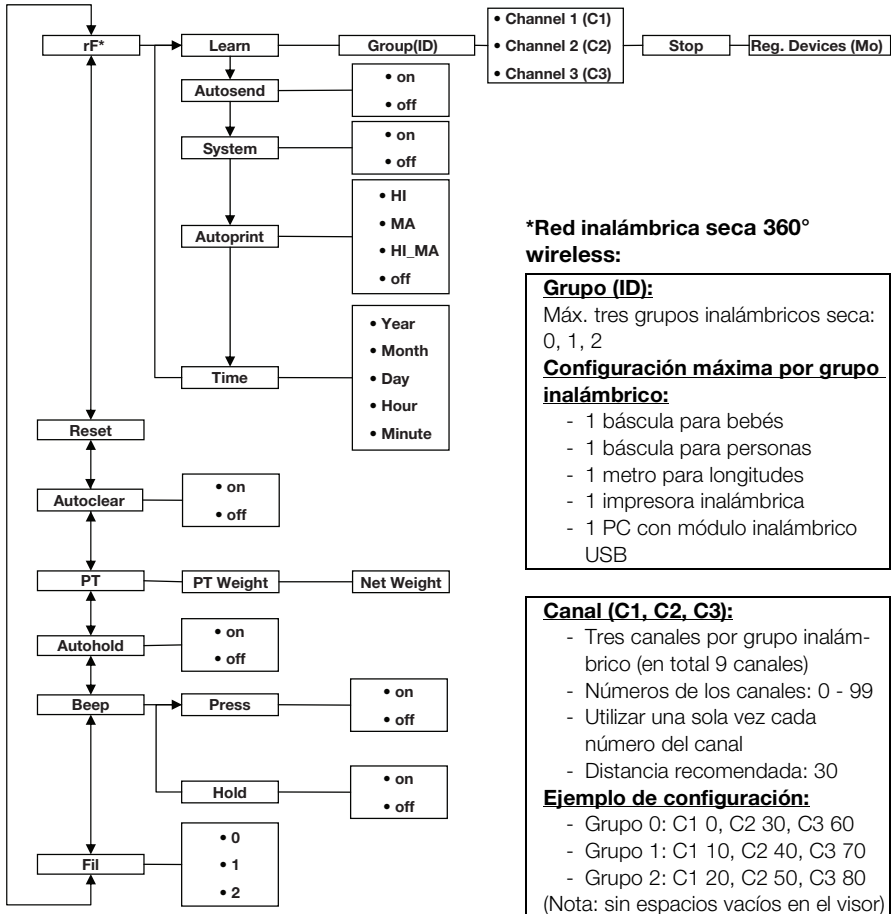 rF*
Learn
Group(ID)
• Channel 1 (C1)
• Channel 2 (C2)
• Channel 3 (C3)
Stop
Reg. Devices (Mo)
Autosend
• on
• off
System
• on
• off
Autoprint
• HI
• MA
• HI_MA
• off
Time
• Year
• Month
• Day
• Hour
• Minute
Reset
Autoclear
• on
• off
PT
PT Weight
Net Weight
Autohold
• on
• off
Beep
Press
• on
• off
Hold
• on
• off
Fil
• 0
• 1
• 2
*Red inalámbrica seca 360°
wireless:
Grupo (ID):
Máx. tres grupos inalámbricos seca:
0, 1, 2
Configuración máxima por grupo
inalámbrico:
- 1 báscula para bebés
- 1 báscula para personas
- 1 metro para longitudes
- 1 impresora inalámbrica
- 1 PC con módulo inalámbrico
USB
Canal (C1, C2, C3):
- Tres canales por grupo inalám-
brico (en total 9 canales)
- Números de los canales: 0 - 99
- Utilizar una sola vez cada
número del canal
- Distancia recomendada: 30
Ejemplo de configuración:
- Grupo 0: C1 0, C2 30, C3 60
- Grupo 1: C1 10, C2 40, C3 70
- Grupo 2: C1 20, C2 50, C3 80
(Nota: sin espacios vacíos en el visor)